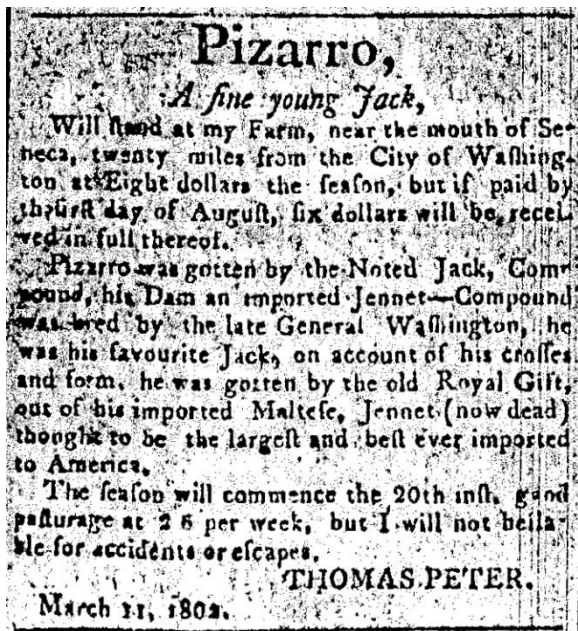 Pizarro,
A fine young Jack,
Will ſtand at my Farm, near the mouth of Se-
neca, twenty miles from the City of Waſhing-
ton at Eight dollars the ſeaſon, but if paid by
the firſt day of Auguſt, ſix dollars will be recei-
ved in full thereof.
Pizarro was gotten by the Noted Jack, Com-
pound, his Dam an imported Jennet—Compound
was bred by the late General Waſhington, he
was his favourite Jack, on account of his croſſes
and form, he was gotten by the old Royal Gift,
out of his imported Malteſe, Jennet (now dead)
thought to be the largeſt and beſt ever imported
to America.
The ſeaſon will commence the 20th inſt. good
paſturage at 2 6 per week, but I will not be lia-
ble for accidents or eſcapes.
THOMAS PETER.
March 11, 1802.